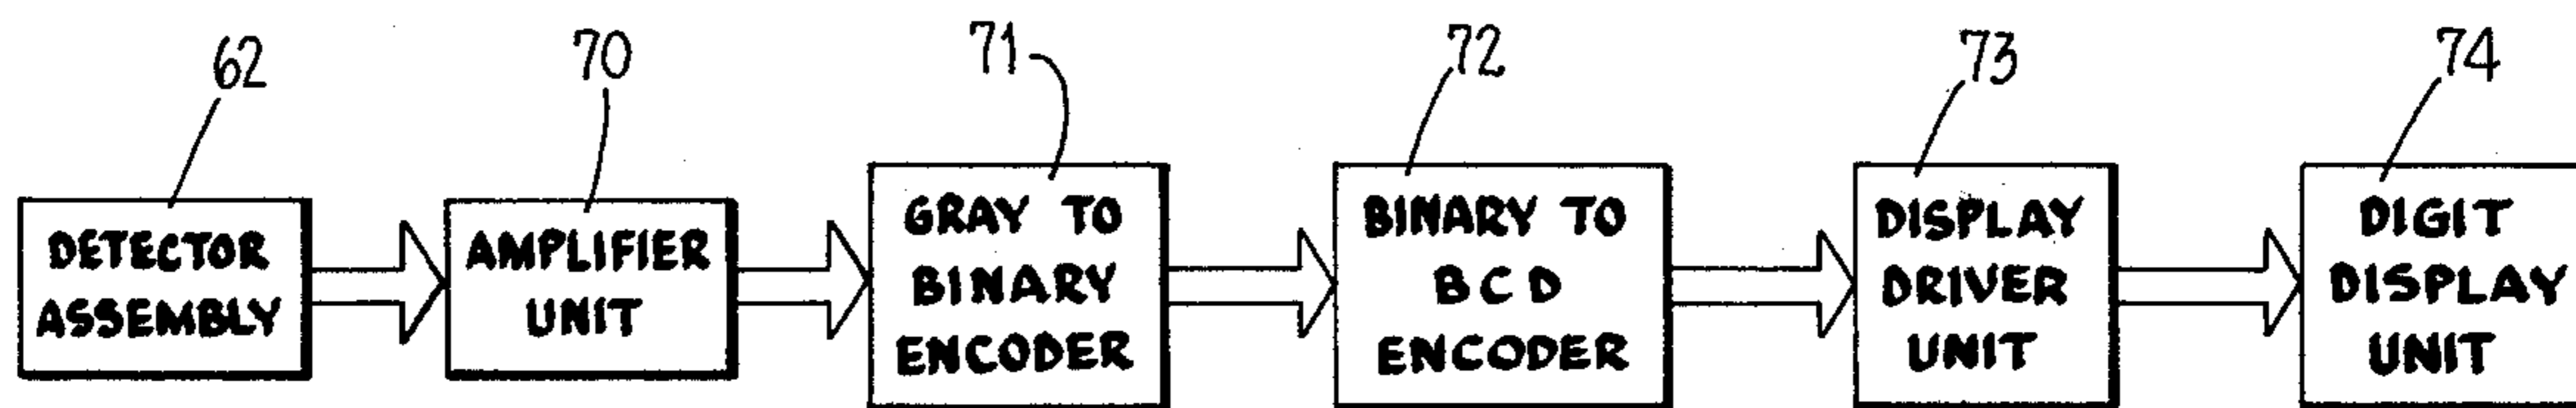 62
70
71
72
73
74
DETECTOR
ASSEMBLY
AMPLIFIER
UNIT
GRAY TO
BINARY
ENCODER
BINARY TO
BCD
ENCODER
DISPLAY
DRIVER
UNIT
DIGIT
DISPLAY
UNIT